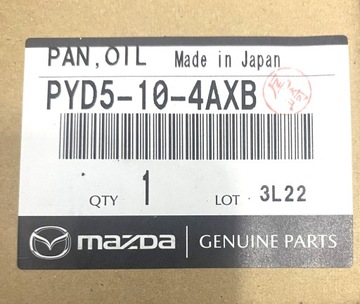 PAN, OIL Made in Japan
PYD5-10-4AXB
QTY 1 LOT 3L22
mazda GENUINE PARTS